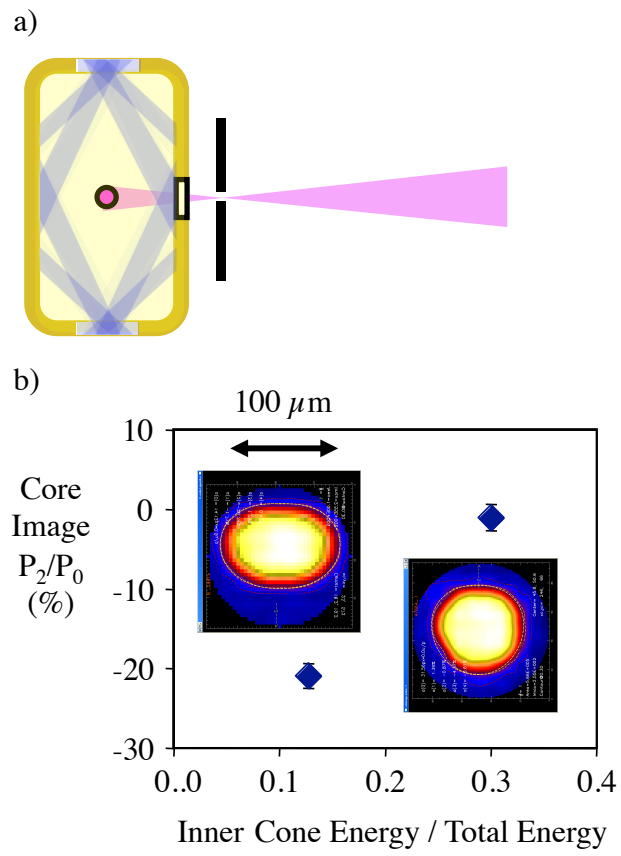 a)
b)
100 μm
10
0
-10
-20
-30
Core
Image
P₂/P₀
(%)
0..0
0.1
0.2
0.3
0.4
Inner Cone Energy / Total Energy